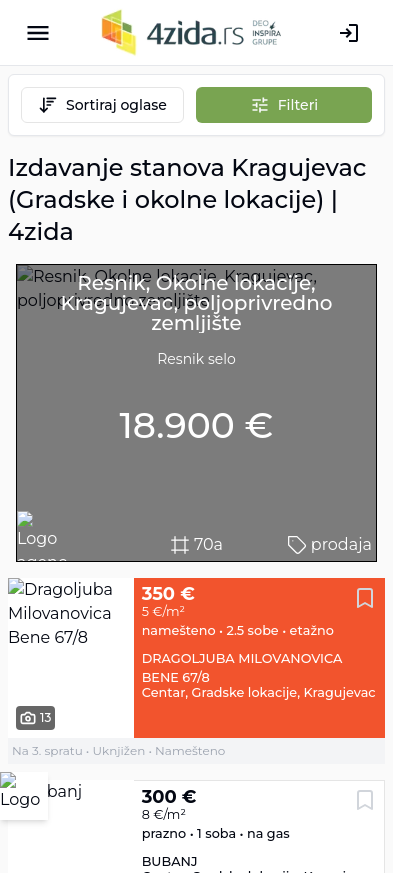 4zida.rs DEO INSPIRA GRUPE
Sortiraj oglase
Filteri
Izdavanje stanova Kragujevac
(Gradske i okolne lokacije) |
4zida
Resnik, Okolne lokacije, Kragujevac,
poljoprivredno zemljište
Resnik, Okolne lokacije,
Kragujevac, poljoprivredno
zemljište
Resnik selo
18.900 €
Logo
70a
prodaja
Dragoljuba
Milovanovica
Bene 67/8
13
350 €
5 €/m²
namešteno • 2.5 sobe • etažno
DRAGOLJUBA MILOVANOVICA
BENE 67/8
Centar, Gradske lokacije, Kragujevac
Na 3. spratu • Uknjižen • Namešteno
Logo
300 €
8 €/m²
prazno • 1 soba • na gas
BUBANJ